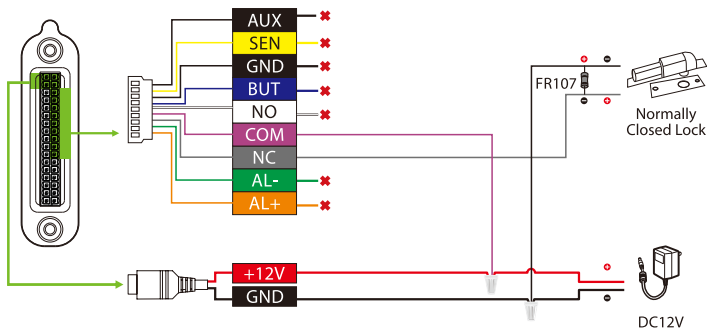 AUX
SEN
GND
BUT
NO
COM
NC
AL-
AL+
FR107
Normally
Closed Lock
+12V
GND
DC12V